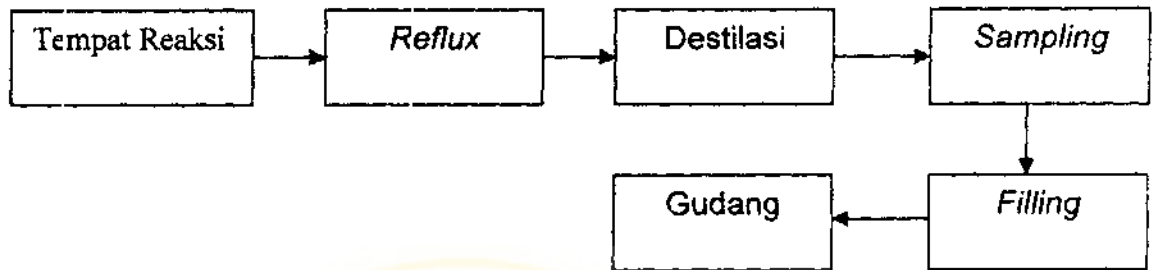 Tempat Reaksi
Reflux
Destilasi
Sampling
Filling
Gudang